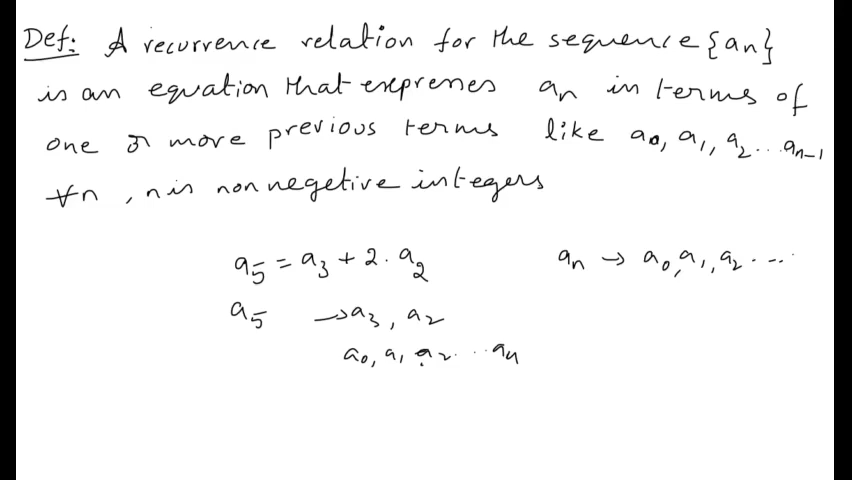 Def: A recurrence relation for the sequence {aₙ}
is an equation that expresses aₙ in terms of
one or more previous terms like a₀, a₁, a₂...aₙ₋₁
∀n, n is nonnegetive integers
a₅ = a₃ + 2. a₂ aₙ → a₀, a₁, a₂ .....
a₅ → a₃, a₂
a₀, a₁ a₂....a₄